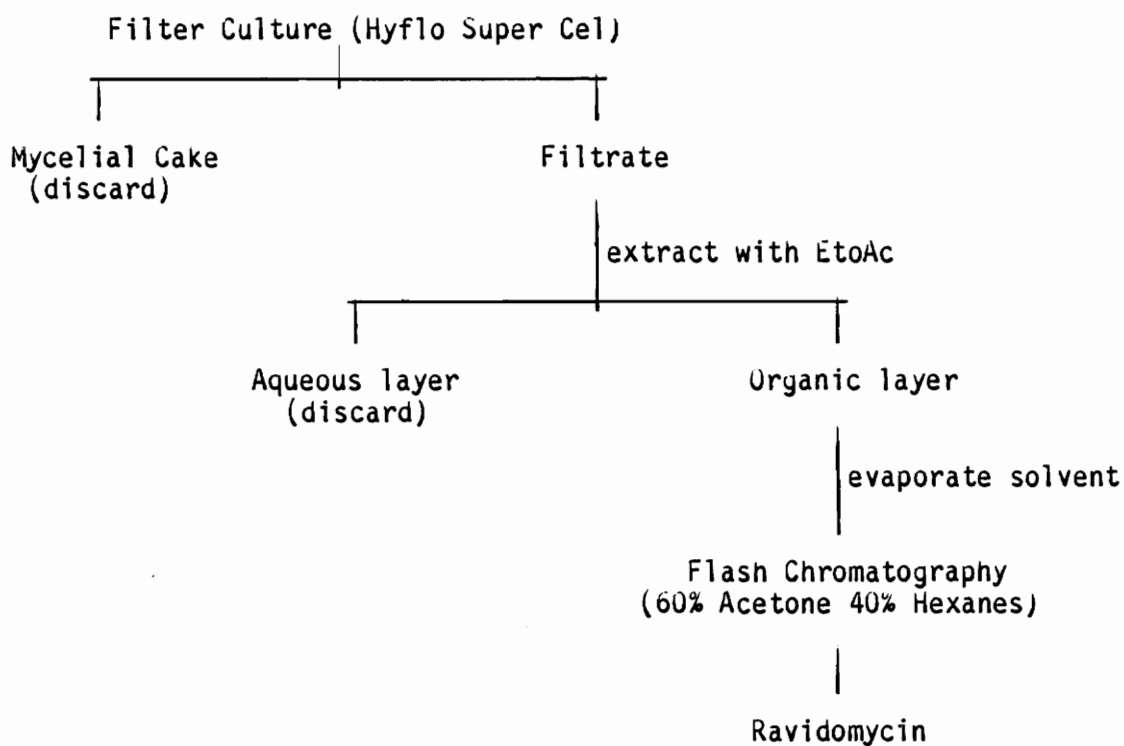 Filter Culture (Hyflo Super Cel)
Mycelial Cake
(discard)
Filtrate
extract with EtoAc
Aqueous layer
(discard)
Organic layer
evaporate solvent
Flash Chromatography
(60% Acetone 40% Hexanes)
Ravidomycin